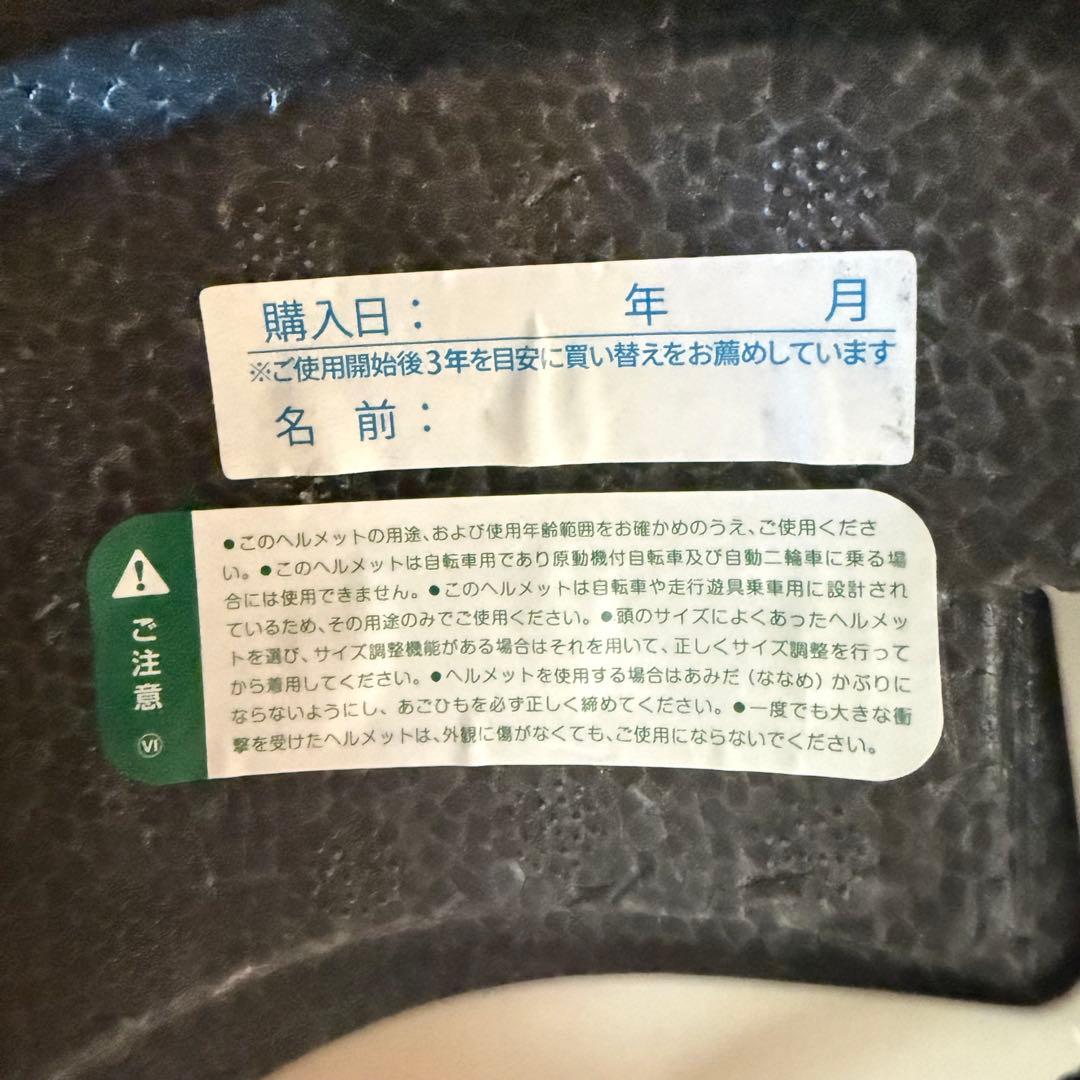 購入日： 年 月
※ご使用開始後3年を目安に買い替えをお薦めしています
名 前：
ご注意
Ⅵ
●このヘルメットの用途、および使用年齢範囲をお確かめのうえ、ご使用くださ
い。●このヘルメットは自転車用であり原動機付自転車及び自動二輪車に乗る場
合には使用できません。●このヘルメットは自転車や走行遊具乗車用に設計され
ているため、その用途のみでご使用ください。●頭のサイズによくあったヘルメッ
トを選び、サイズ調整機能がある場合はそれを用いて、正しくサイズ調整を行って
から着用してください。●ヘルメットを使用する場合はあみだ（ななめ）かぶりに
ならないようにし、あごひもを必ず正しく締めてください。●一度でも大きな衝
撃を受けたヘルメットは、外観に傷がなくても、ご使用にならないでください。